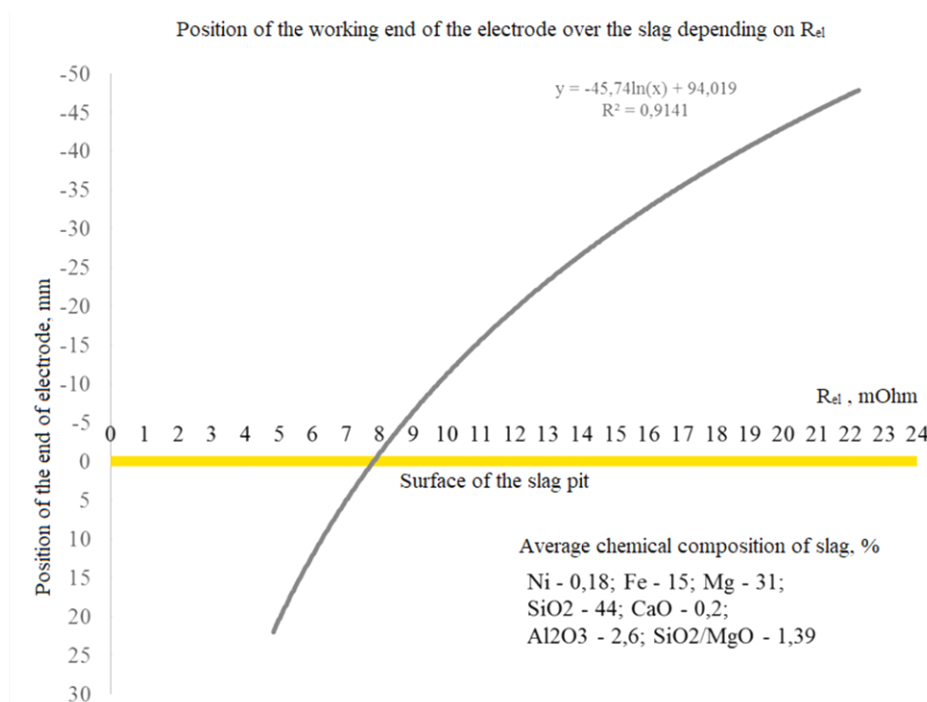 Position of the working end of the electrode over the slag depending on Rel
y = -45,74ln(x) + 94,019
R² = 0,9141
Position of the end of electrode, mm
-50
-45
-40
-35
-30
-25
-20
-15
-10
-5
0
5
10
15
20
25
30
Rel , mOhm
0 1 2 3 4 5 6 7 8 9 10 11 12 13 14 15 16 17 18 19 20 21 22 23 24
Surface of the slag pit
Average chemical composition of slag, %
Ni - 0,18; Fe - 15; Mg - 31;
SiO2 - 44; CaO - 0,2;
Al2O3 - 2,6; SiO2/MgO - 1,39